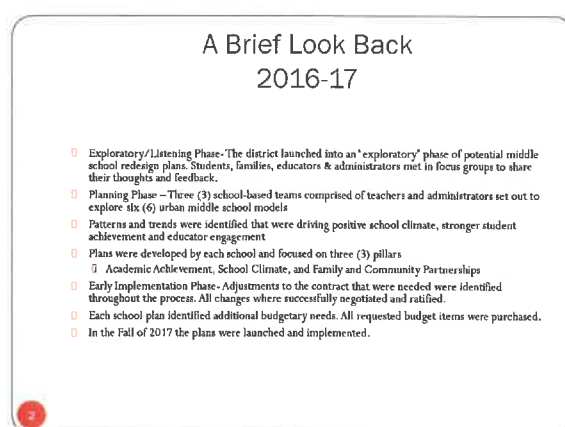 A Brief Look Back
2016-17
Exploratory/Listening Phase-The district launched into an "exploratory" phase of potential middle
school redesign plans. Students, families, educators & administrators met in focus groups to share
their thoughts and feedback.
Planning Phase – Three (3) school-based teams comprised of teachers and administrators set out to
explore six (6) urban middle school models
Patterns and trends were identified that were driving positive school climate, stronger student
achievement and educator engagement
Plans were developed by each school and focused on three (3) pillars
Academic Achievement, School Climate, and Family and Community Partnerships
Early Implementation Phase- Adjustments to the contract that were needed were identified
throughout the process. All changes where successfully negotiated and ratified.
Each school plan identified additional budgetary needs. All requested budget items were purchased.
In the Fall of 2017 the plans were launched and implemented.
2